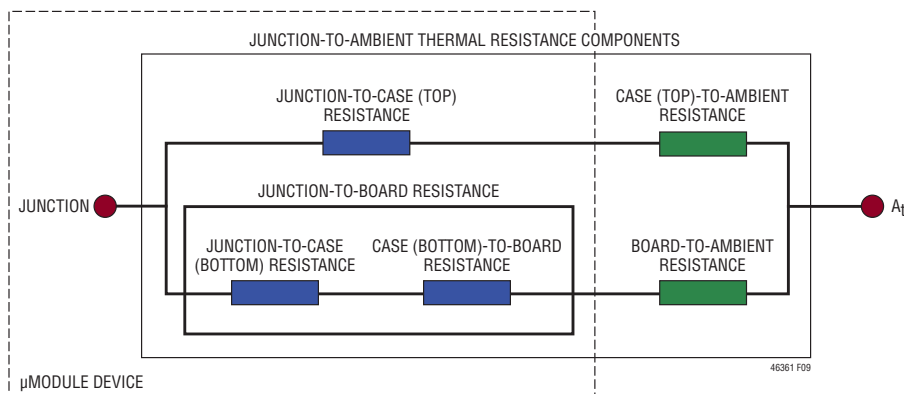 JUNCTION-TO-AMBIENT THERMAL RESISTANCE COMPONENTS
JUNCTION-TO-CASE (TOP)
RESISTANCE
CASE (TOP)-TO-AMBIENT
RESISTANCE
JUNCTION-TO-BOARD RESISTANCE
JUNCTION
At
JUNCTION-TO-CASE
(BOTTOM) RESISTANCE
CASE (BOTTOM)-TO-BOARD
RESISTANCE
BOARD-TO-AMBIENT
RESISTANCE
46361 F09
µMODULE DEVICE